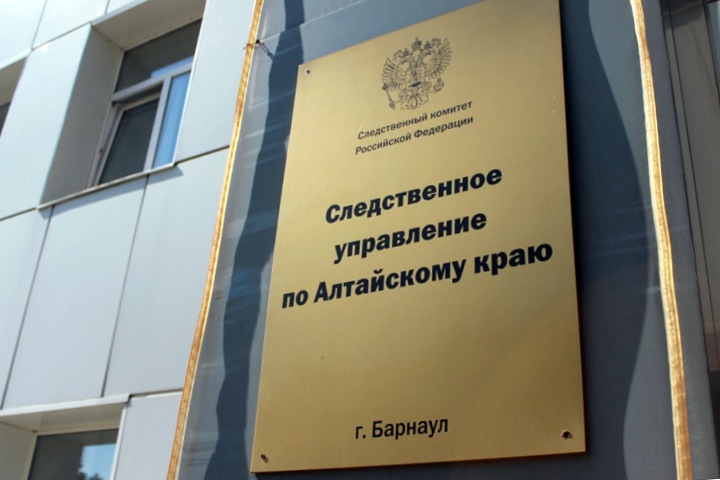 Следственный комитет
Российской Федерации
Следственное
управление
по Алтайскому краю
г. Барнаул